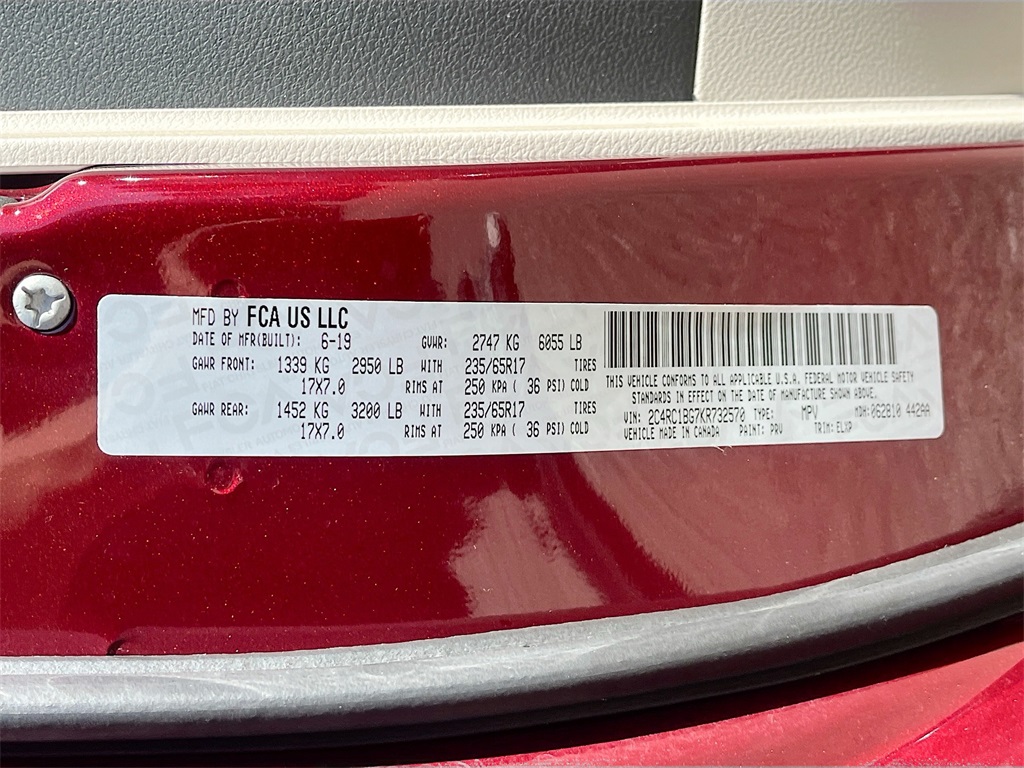 MFD BY FCA US LLC
DATE OF MFR(BUILT): 6-19 GVWR: 2747 KG 6055 LB
GAWR FRONT: 1339 KG 2950 LB WITH 235/65R17 TIRES
17X7.0 RIMS AT 250 KPA ( 36 PSI) COLD
GAWR REAR: 1452 KG 3200 LB WITH 235/65R17 TIRES
17X7.0 RIMS AT 250 KPA ( 36 PSI) COLD
THIS VEHICLE CONFORMS TO ALL APPLICABLE U.S.A. FEDERAL MOTOR VEHICLE SAFETY
STANDARDS IN EFFECT ON THE DATE OF MANUFACTURE SHOWN ABOVE.
VIN: 2C4RC1BG7KR732570 TYPE: MPV MDH: 062810 442AA
VEHICLE MADE IN CANADA PAINT: PRV TRIM: ELXP